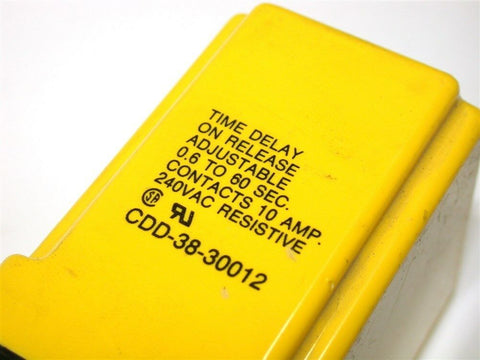 TIME DELAY
ON RELEASE
ADJUSTABLE
0.6 TO 60 SEC.
CONTACTS 10 AMP.
240VAC RESISTIVE
CDD-38-30012